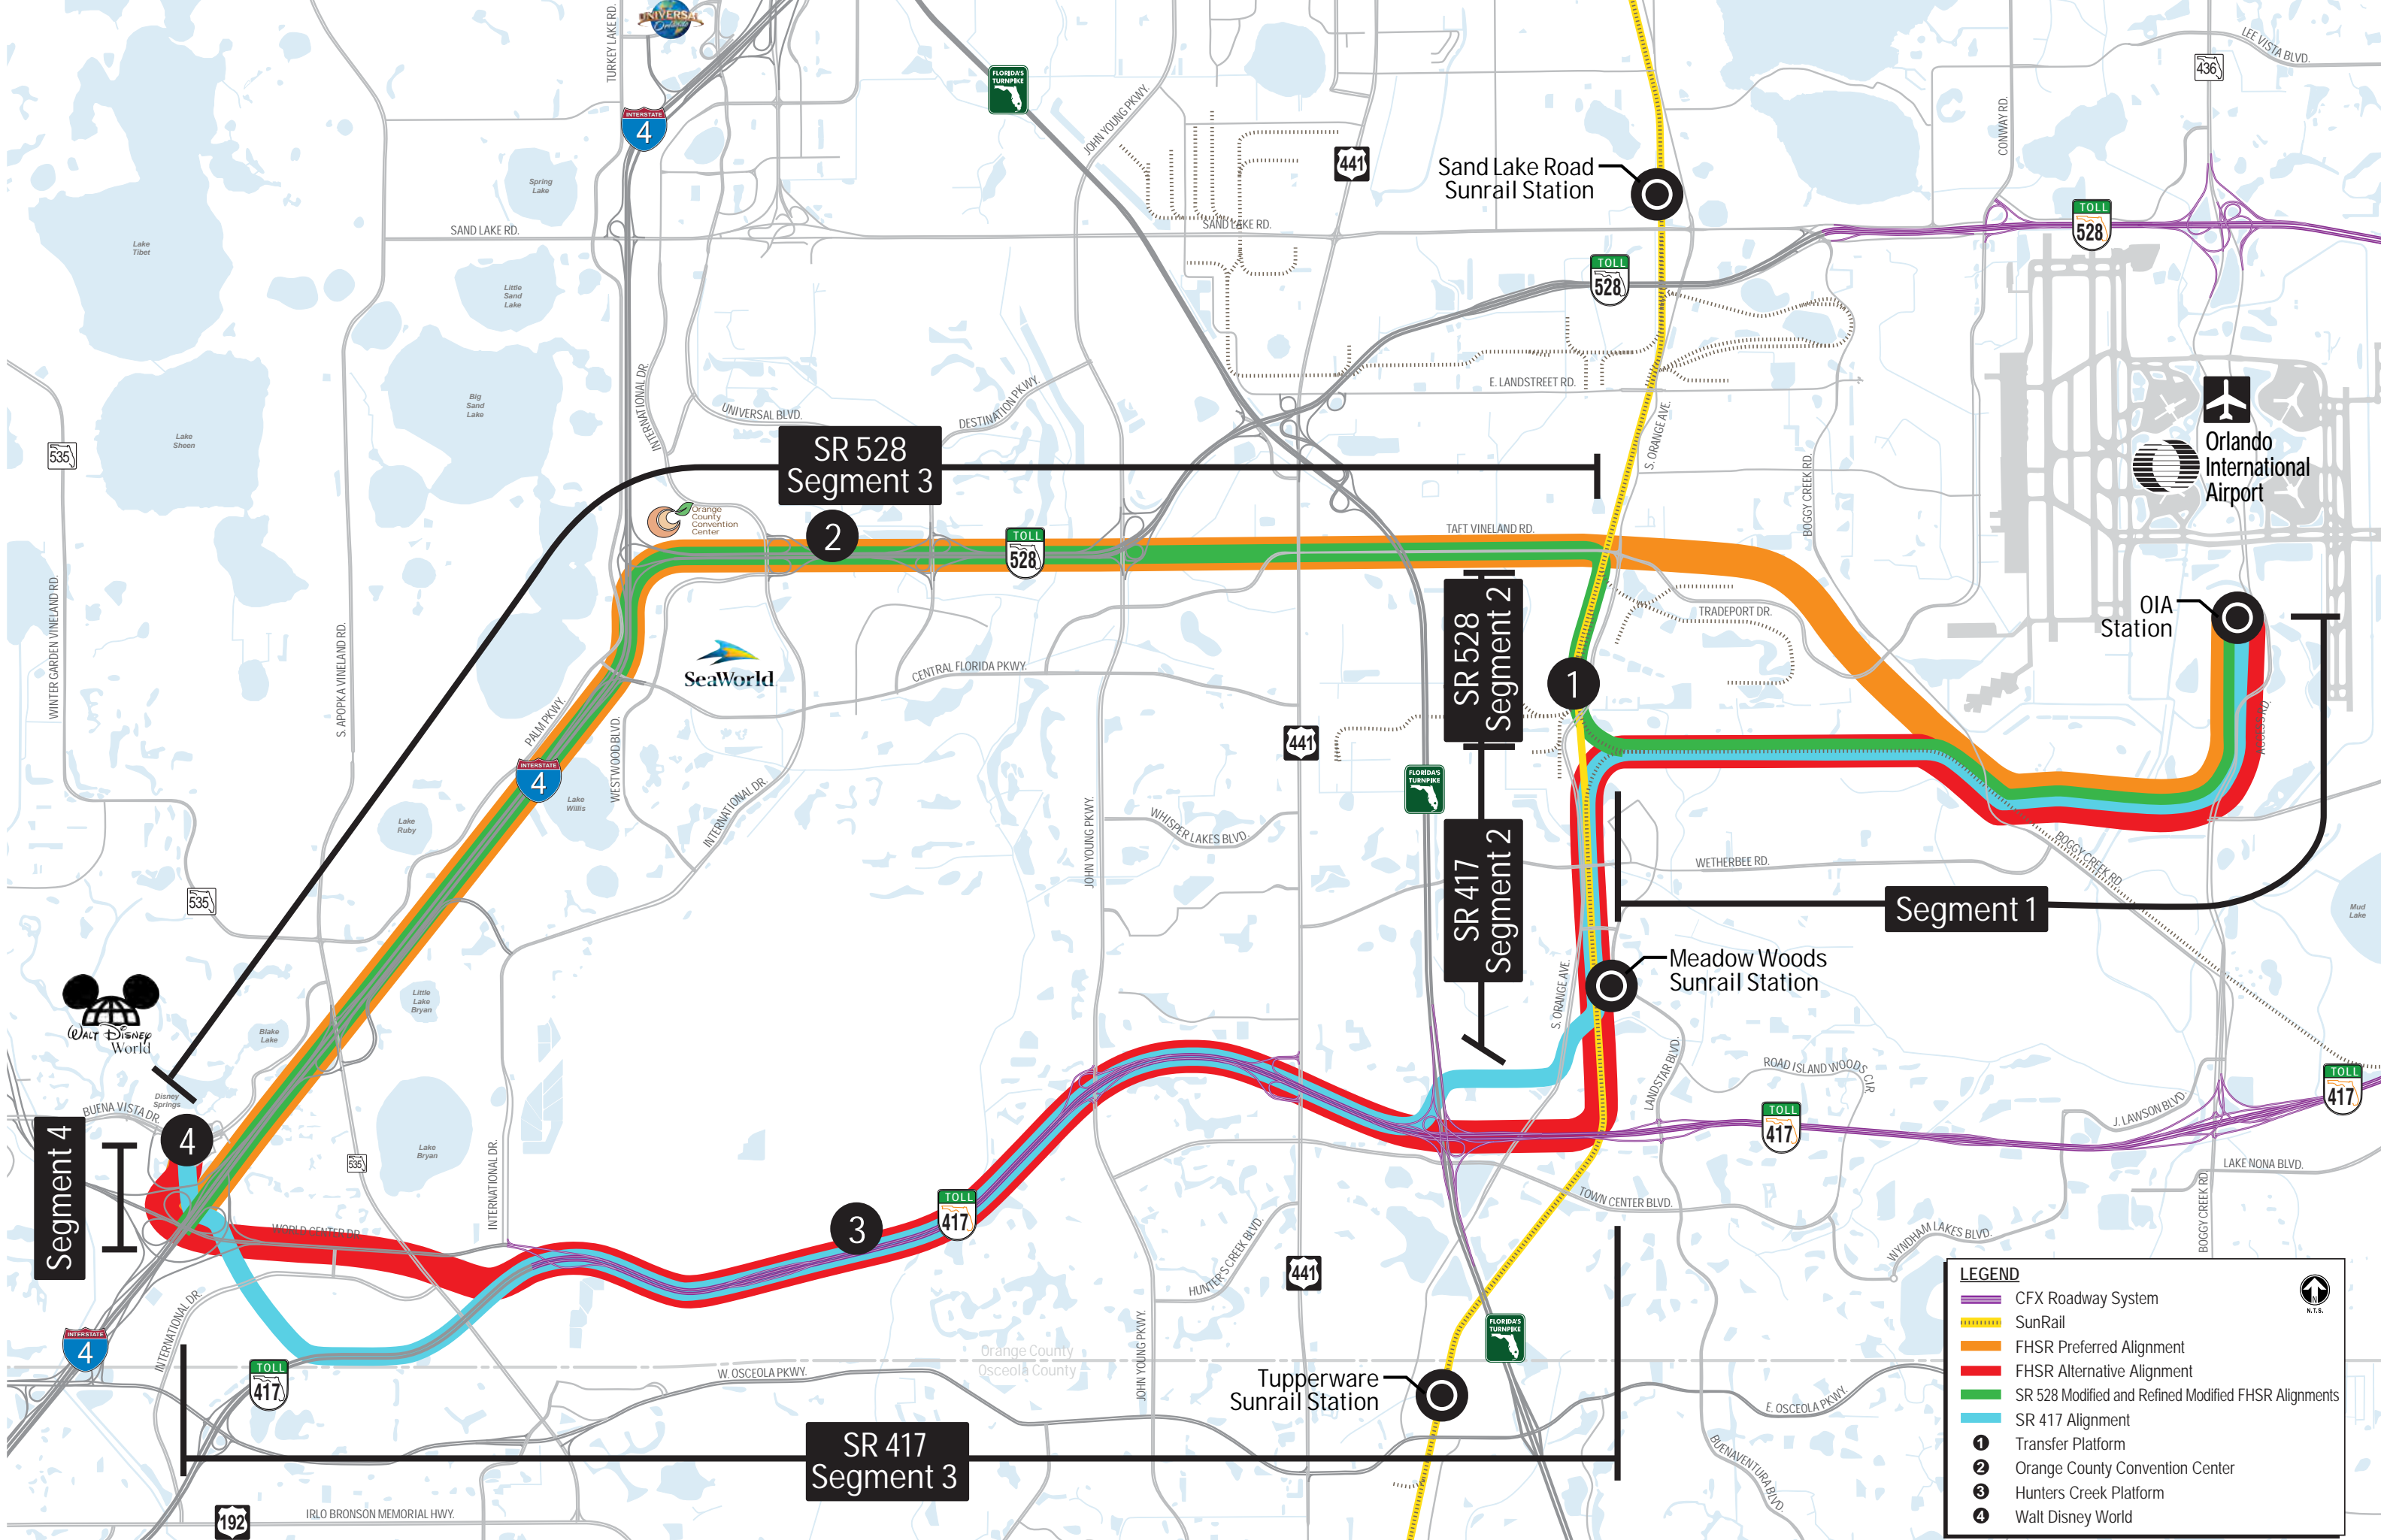 UNIVERSAL
TURKEY LAKE RD.
INTERSTATE
4
FLORIDA'S
TURNPIKE
JOHN YOUNG PKWY.
441
Sand Lake Road
Sunrail Station
CONWAY RD.
436
LEE VISTA BLVD.
Spring
Lake
Lake
Tibet
SAND LAKE RD.
SAND LAKE RD.
TOLL
528
TOLL
528
Little
Sand
Lake
Big
Sand
Lake
Lake
Sheen
535
INTERNATIONAL DR.
UNIVERSAL BLVD.
DESTINATION PKWY.
E. LANDSTREET RD.
S. ORANGE AVE.
BOGGY CREEK RD.
Orlando
International
Airport
SR 528
Segment 3
Orange
County
Convention
Center
2
TOLL
528
TAFT VINELAND RD.
WINTER GARDEN VINELAND RD.
S. APOPKA VINELAND RD.
PALM PKWY.
WESTWOOD BLVD.
SeaWorld
CENTRAL FLORIDA PKWY.
SR 528
Segment 2
1
TRADEPORT DR.
OIA
Station
ACCESS RD.
INTERSTATE
4
Lake
Willis
Lake
Ruby
INTERNATIONAL DR.
441
FLORIDA'S
TURNPIKE
JOHN YOUNG PKWY.
WHISPER LAKES BLVD.
SR 417
Segment 2
WETHERBEE RD.
BOGGY CREEK RD
Segment 1
Mud
Lake
535
Walt Disney
World
Little
Lake
Bryan
Blake
Lake
S. ORANGE AVE.
Meadow Woods
Sunrail Station
LANDSTAR BLVD.
ROAD ISLAND WOODS CIR
TOLL
417
TOLL
417
J. LAWSON BLVD.
LAKE NONA BLVD.
BOGGY CREEK RD
Disney
Springs
BUENA VISTA DR.
Segment 4
4
Lake
Bryan
535
INTERNATIONAL DR.
WORLD CENTER DR.
3
TOLL
417
HUNTER'S CREEK BLVD.
441
TOWN CENTER BLVD.
WYNDHAM LAKES BLVD.
INTERSTATE
4
INTERNATIONAL DR.
TOLL
417
W. OSCEOLA PKWY.
Orange County
Osceola County
JOHN YOUNG PKWY.
FLORIDA'S
TURNPIKE
Tupperware
Sunrail Station
E. OSCEOLA PKWY.
BUENAVENTURA BLVD.
SR 417
Segment 3
192
IRLO BRONSON MEMORIAL HWY.
LEGEND
N
N.T.S.
CFX Roadway System
SunRail
FHSR Preferred Alignment
FHSR Alternative Alignment
SR 528 Modified and Refined Modified FHSR Alignments
SR 417 Alignment
1 Transfer Platform
2 Orange County Convention Center
3 Hunters Creek Platform
4 Walt Disney World